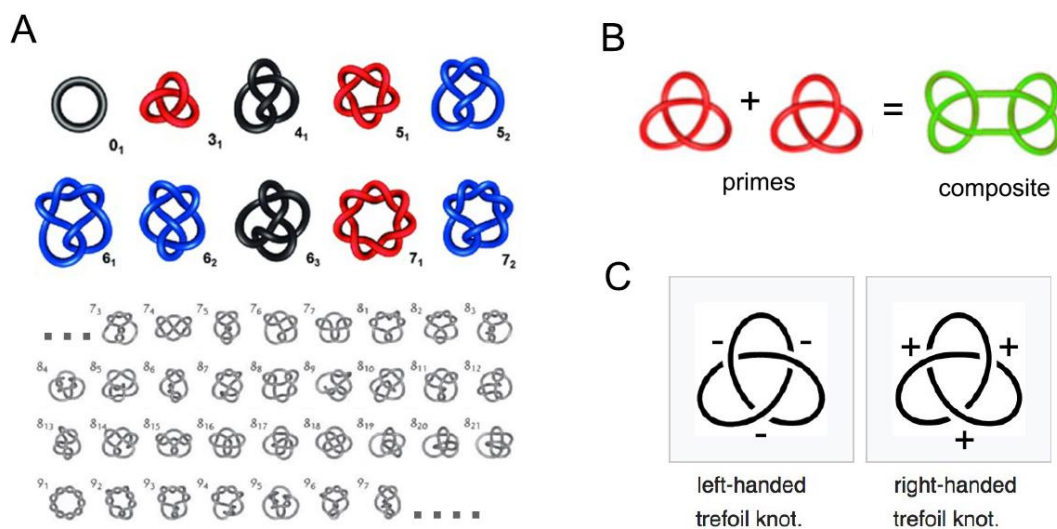 A
0₁ 3₁ 4₁ 5₁ 5₂
6₁ 6₂ 6₃ 7₁ 7₂
7₃ 7₄ 7₅ 7₆ 7₇ 8₁ 8₂ 8₃
8₄ 8₅ 8₆ 8₇ 8₈ 8₉ 8₁₀ 8₁₁ 8₁₂
8₁₃ 8₁₄ 8₁₅ 8₁₆ 8₁₇ 8₁₈ 8₁₉ 8₂₀ 8₂₁
9₁ 9₂ 9₃ 9₄ 9₅ 9₆ 9₇
B
+ =
primes
composite
C
- -
-
+ +
+
left-handed
trefoil knot.
right-handed
trefoil knot.